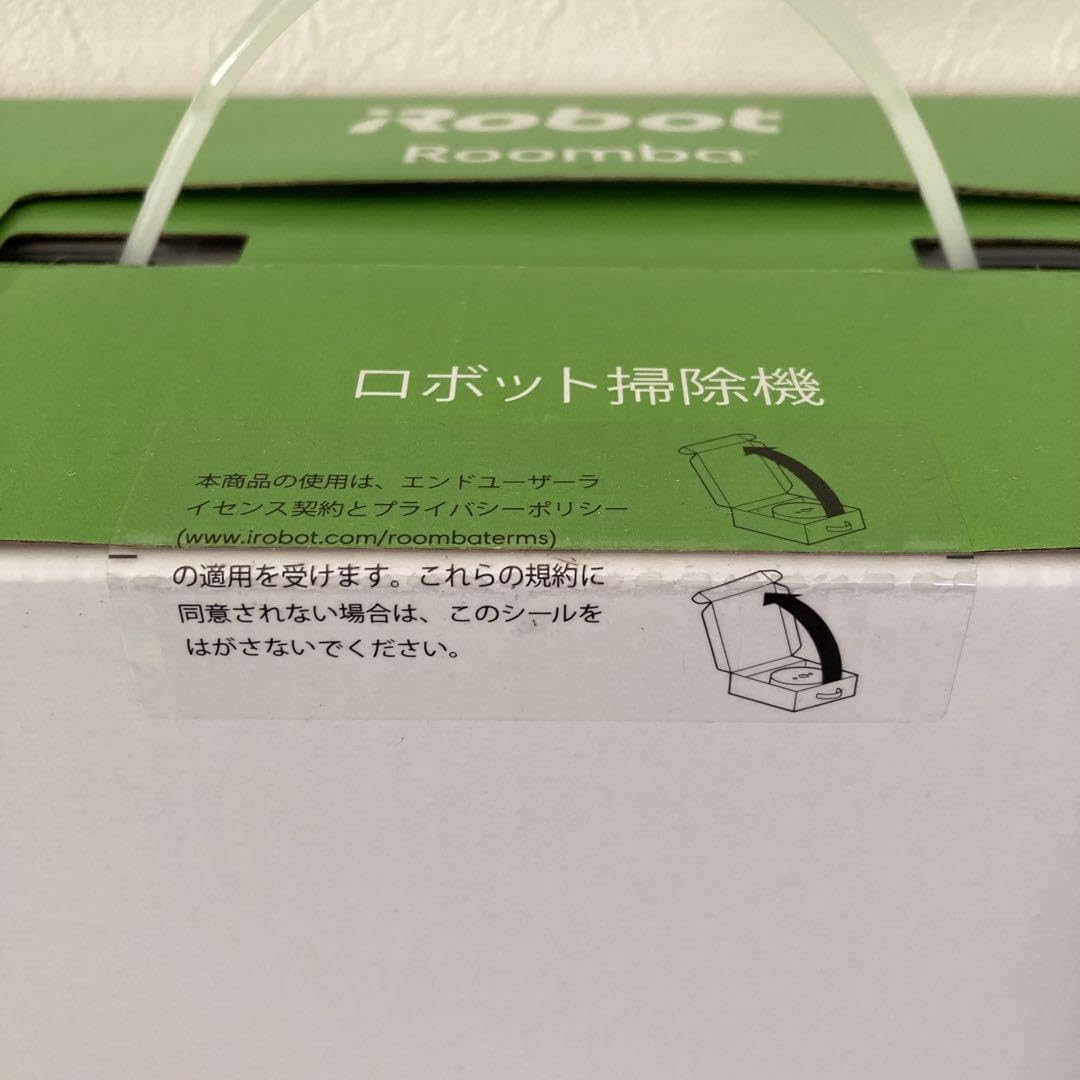 iRobot
Roomba
ロボット掃除機
本商品の使用は、エンドユーザーラ
イセンス契約とプライバシーポリシー
(www.irobot.com/roombaterms)
の適用を受けます。これらの規約に
同意されない場合は、このシールを
はがさないでください。